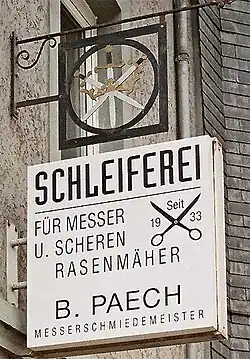 SCHLEIFEREI
FÜR MESSER
U. SCHEREN
RASENMÄHER
Seit
19 33
B. PAECH
MESSERSCHMIEDEMEISTER